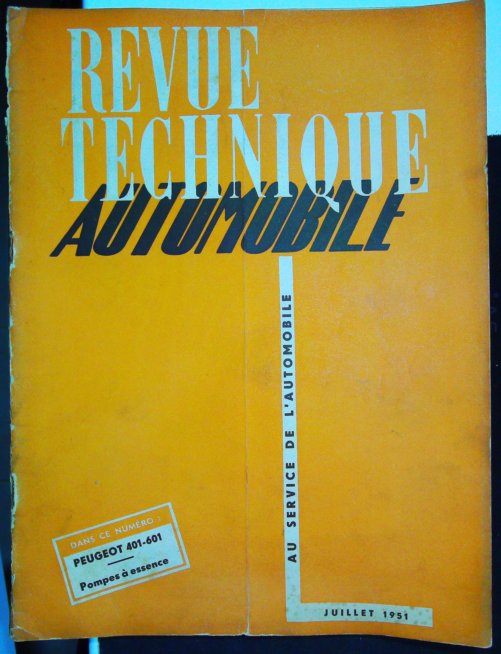 REVUE
TECHNIQUE
AUTOMOBILE
AU SERVICE DE L'AUTOMOBILE
DANS CE NUMÉRO :
PEUGEOT 401-601
Pompes à essence
JUILLET 1951